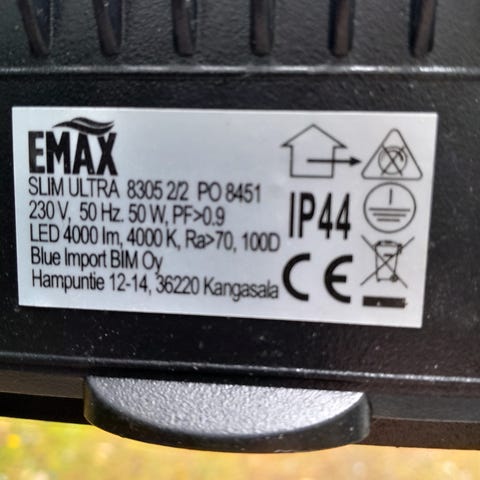 EMAX
SLIM ULTRA 8305 2/2 PO 8451
230 V, 50 Hz. 50 W, PF>0.9
LED 4000 lm, 4000 K, Ra>70, 100D
Blue Import BIM Oy
Hampuntie 12-14, 36220 Kangasala
IP44
CE